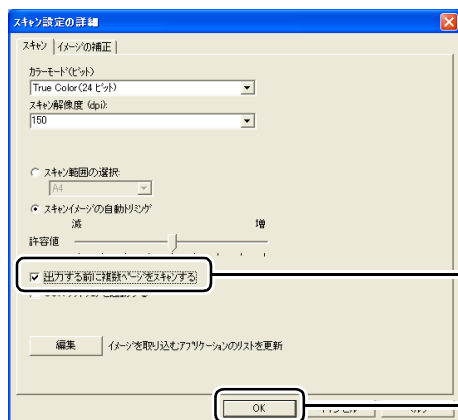 スキャン設定の詳細
スキャン イメージの補正
カラーモード(ビット)
True Color(24 ビット)
スキャン解像度 (dpi):
150
スキャン範囲の選択:
A4
スキャンイメージの自動トリミング
減 増
許容値
出力する前に複数ページをスキャンする
編集 イメージを取り込むアプリケーションのリストを更新
OK